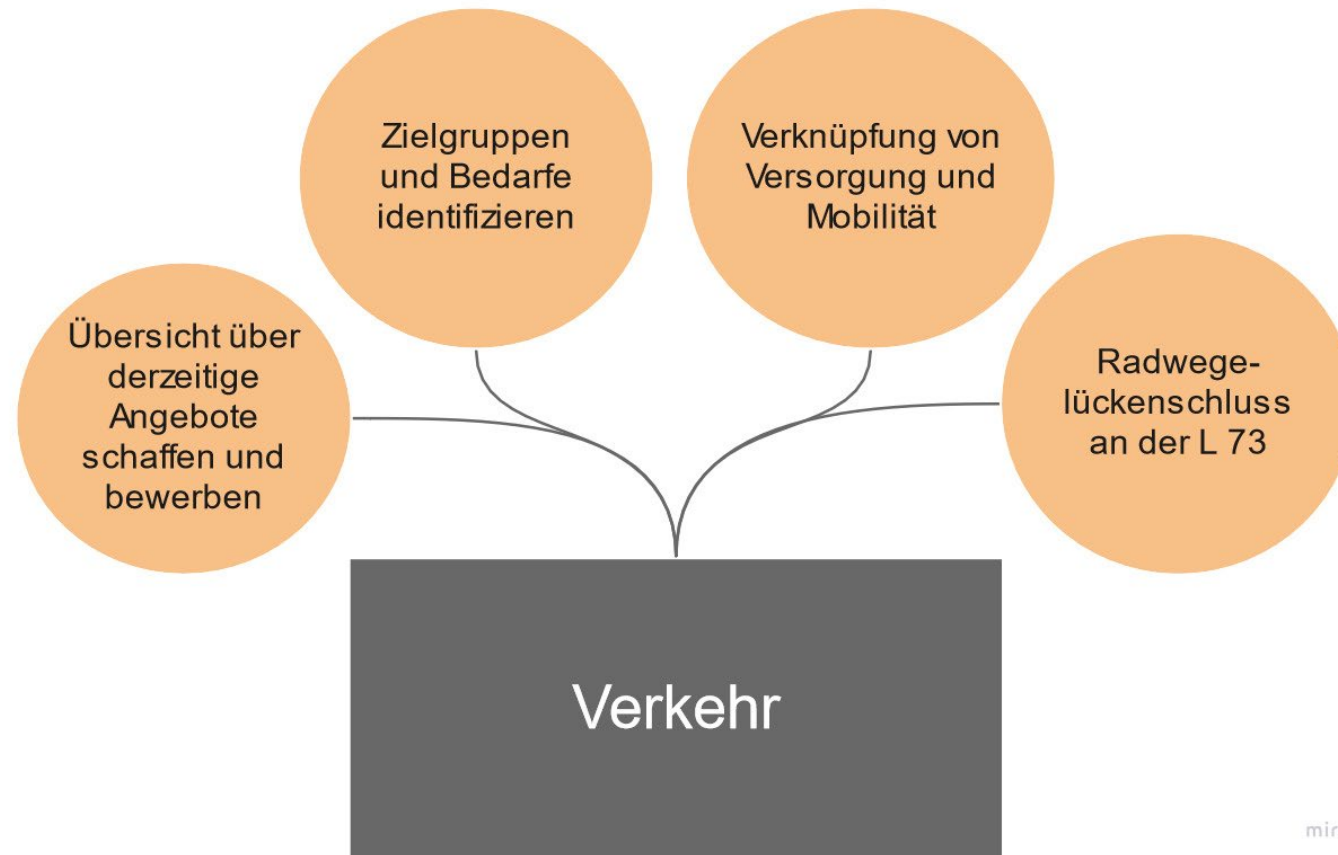 Zielgruppen
und Bedarfe
identifizieren
Verknüpfung von
Versorgung und
Mobilität
Übersicht über
derzeitige
Angebote
schaffen und
bewerben
Radwege-
lückenschluss
an der L 73
Verkehr